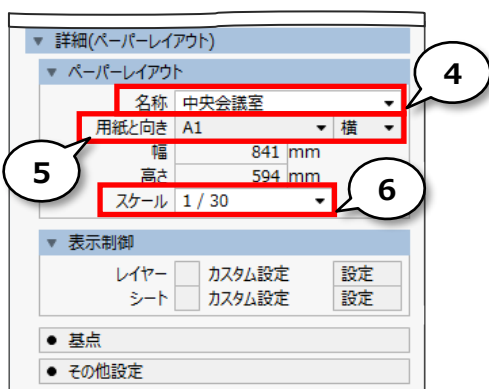 ▼ 詳細(ペーパーレイアウト)
▼ ペーパーレイアウト
4
名称 中央会議室
用紙と向き A1 横
5
幅 841 mm
高さ 594 mm
6
スケール 1 / 30
▼ 表示制御
レイヤー カスタム設定 設定
シート カスタム設定 設定
● 基点
● その他設定